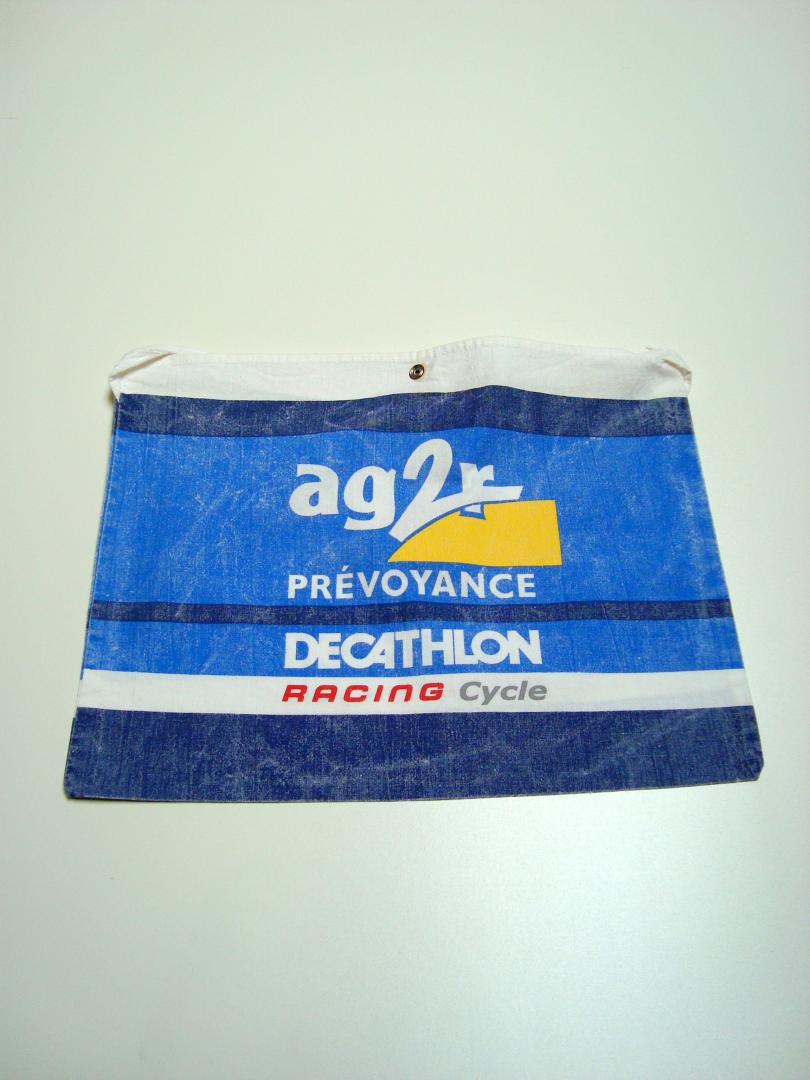 ag2r
PRÉVOYANCE
DECATHLON
RACING Cycle